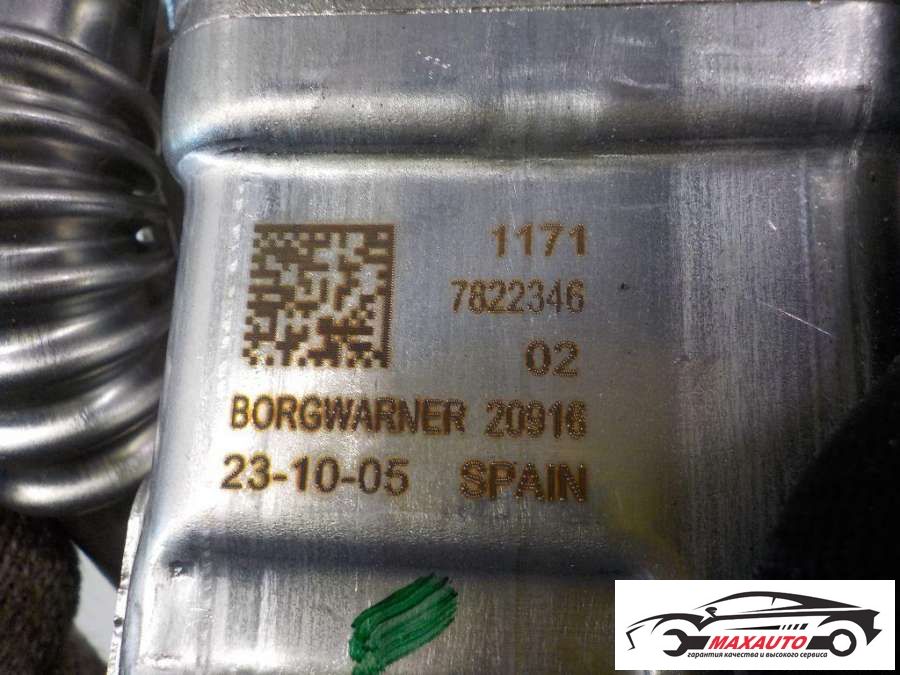 1171
7822346
02
BORGWARNER 20916
23-10-05 SPAIN
MAXAUTO
гарантия качества и высокого сервиса